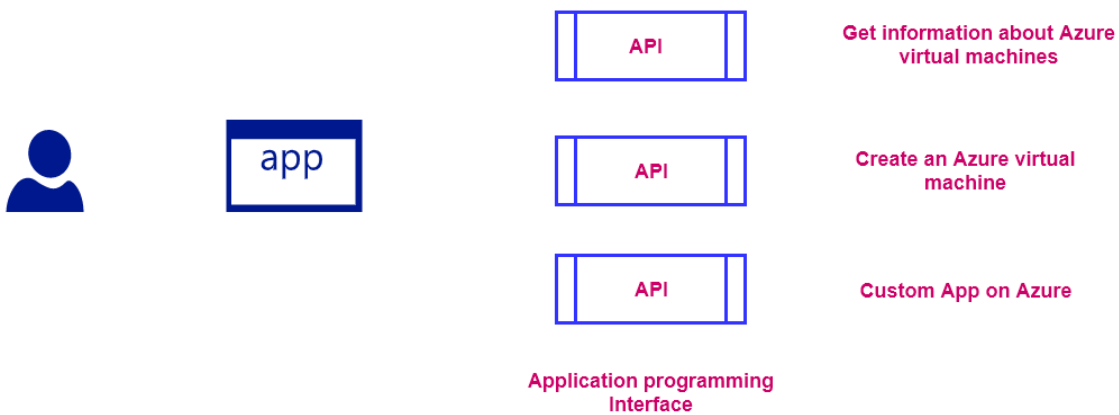 API
Get information about Azure
virtual machines
app
API
Create an Azure virtual
machine
API
Custom App on Azure
Application programming
Interface